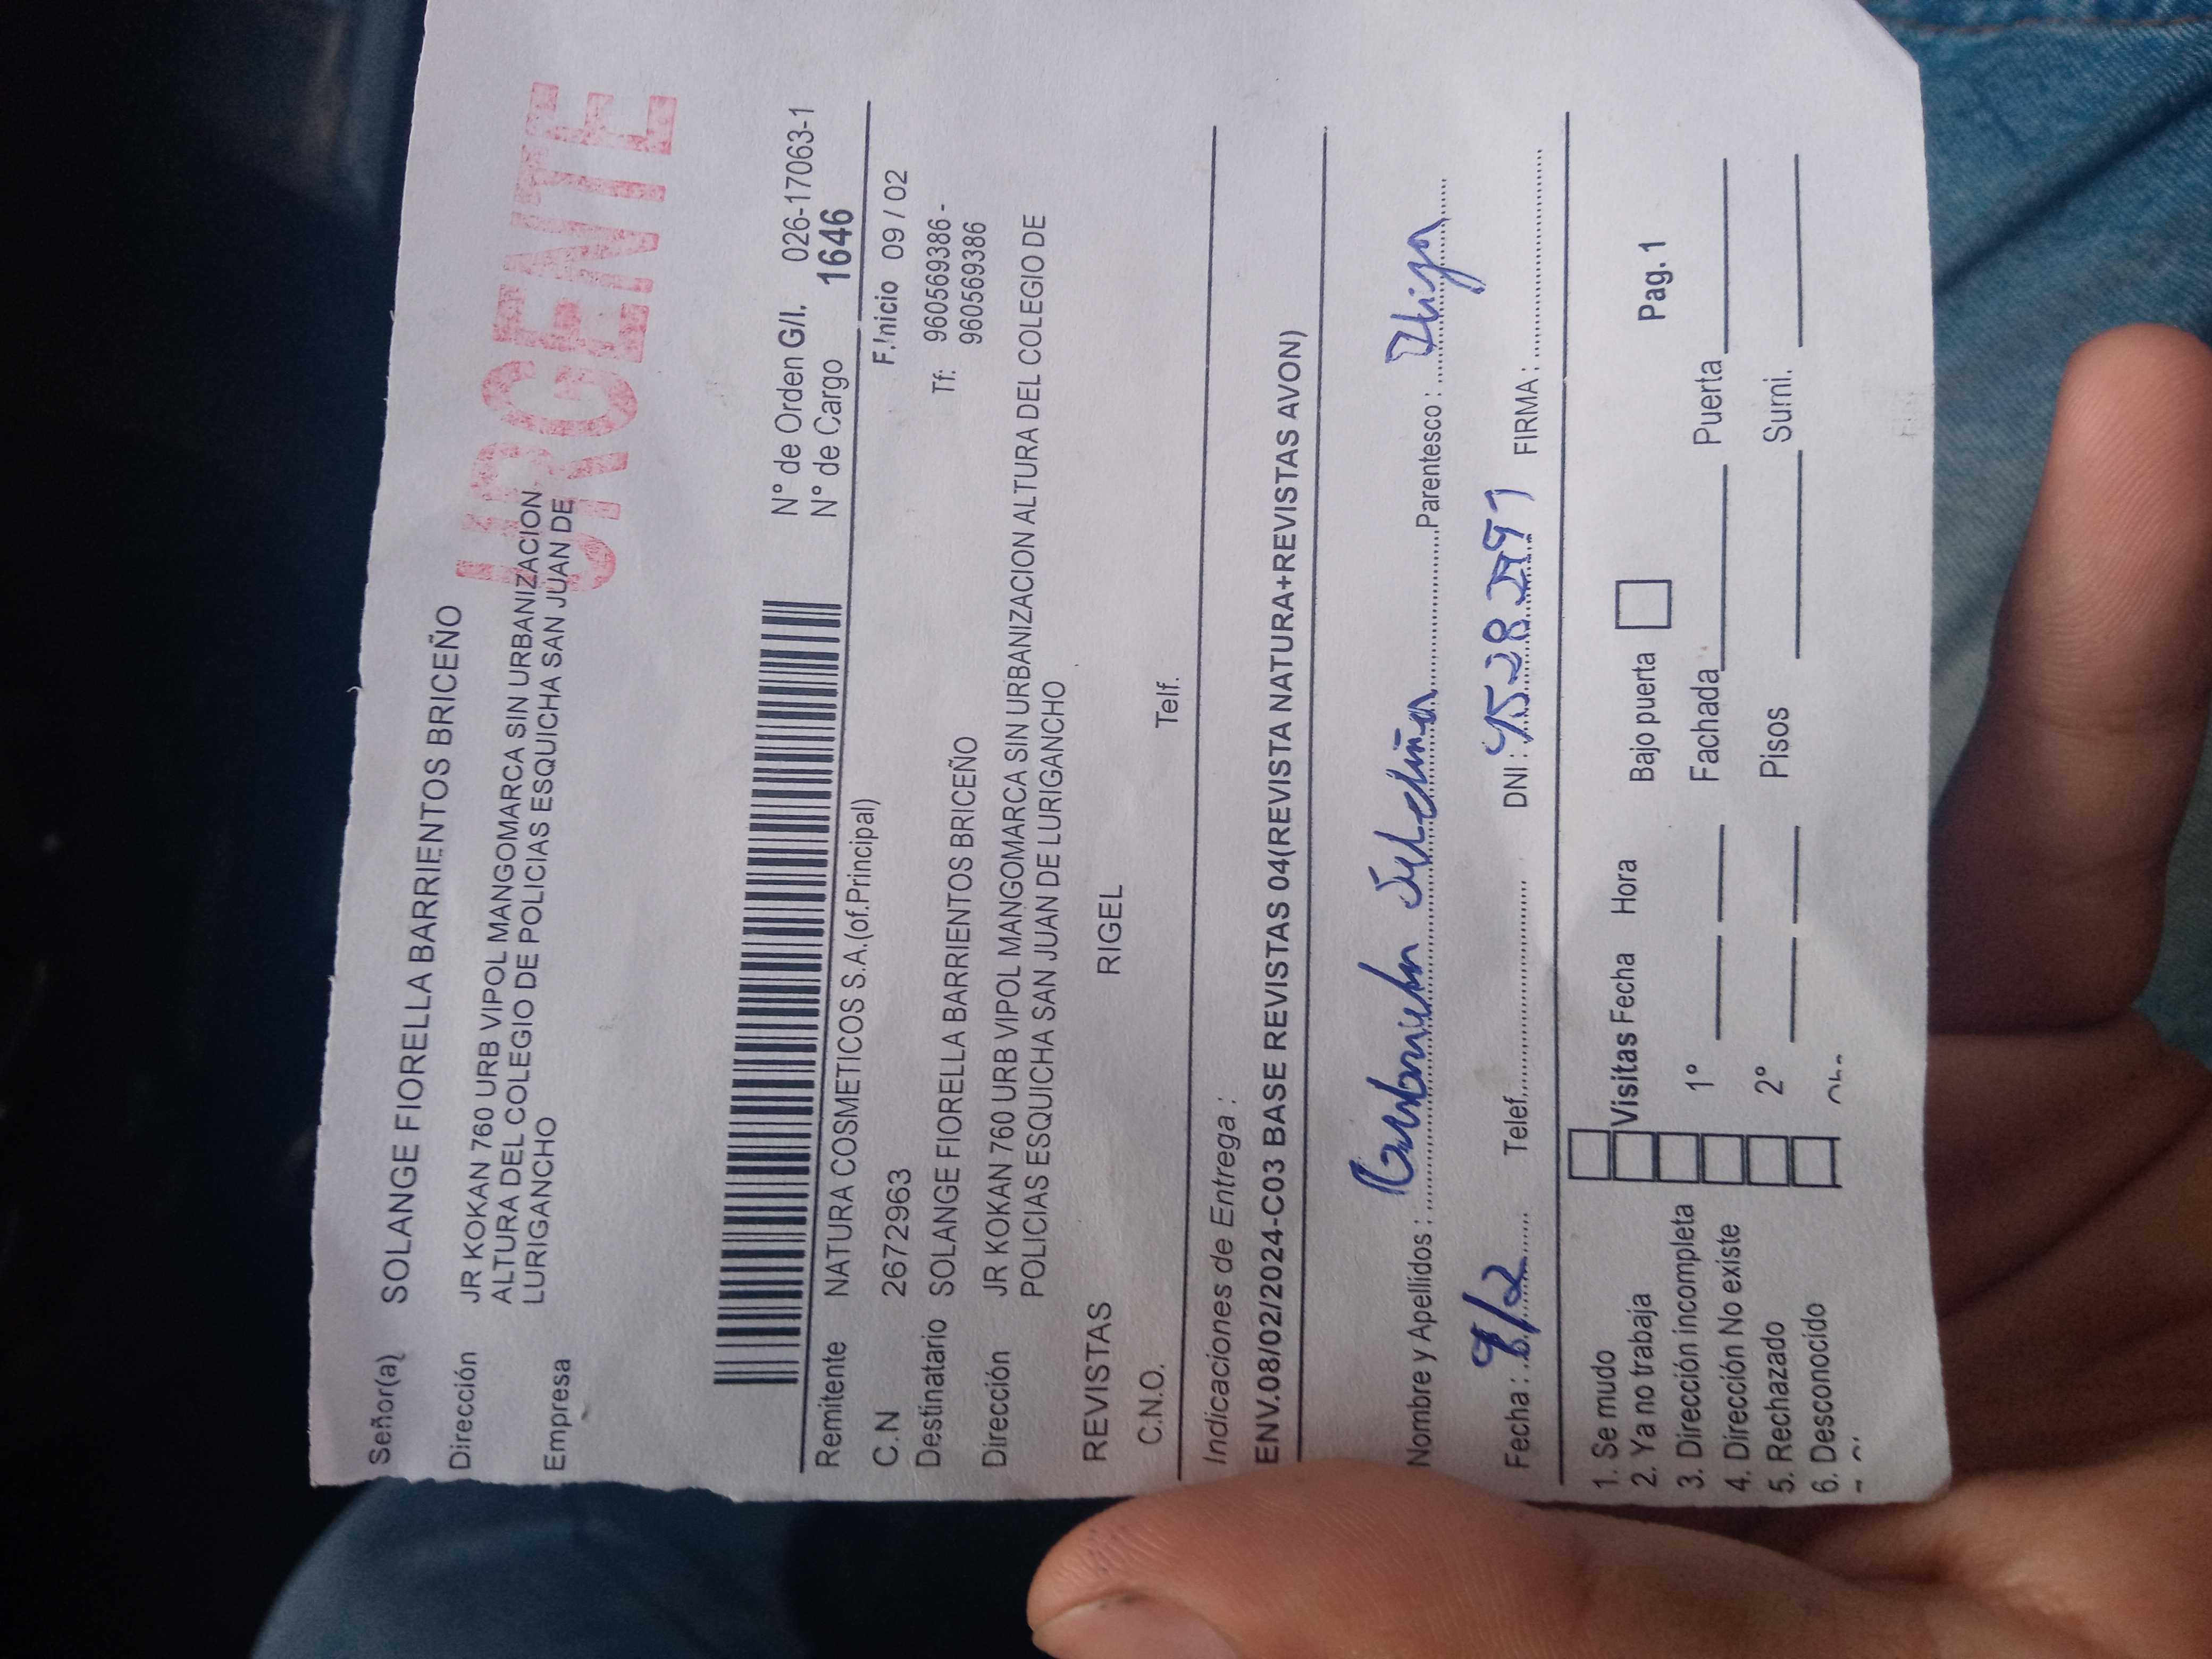 URGENTE
Señor(a) SOLANGE FIORELLA BARRIENTOS BRICEÑO
Dirección JR KOKAN 760 URB VIPOL MANGOMARCA SIN URBANIZACION
ALTURA DEL COLEGIO DE POLICIAS ESQUICHA SAN JUAN DE
LURIGANCHO
Empresa
N° de Orden G/I. 026-17063-1
N° de Cargo 1646
Remitente NATURA COSMETICOS S.A.(of.Principal)
C.N 2672963 F.Inicio 09 / 02
Destinatario SOLANGE FIORELLA BARRIENTOS BRICEÑO Tf: 960569386 -
960569386
Dirección JR KOKAN 760 URB VIPOL MANGOMARCA SIN URBANIZACION ALTURA DEL COLEGIO DE
POLICIAS ESQUICHA SAN JUAN DE LURIGANCHO
REVISTAS RIGEL
C.N.O. Telf.
Indicaciones de Entrega :
ENV.08/02/2024-C03 BASE REVISTAS 04(REVISTA NATURA+REVISTAS AVON)
Nombre y Apellidos : Parentesco :
Fecha : Telef. DNI : FIRMA :
1. Se mudo
2. Ya no trabaja Visitas Fecha Hora Bajo puerta Pag. 1
3. Dirección incompleta 1° Fachada Puerta
4. Dirección No existe
5. Rechazado 2° Pisos Sumi.
6. Desconocido